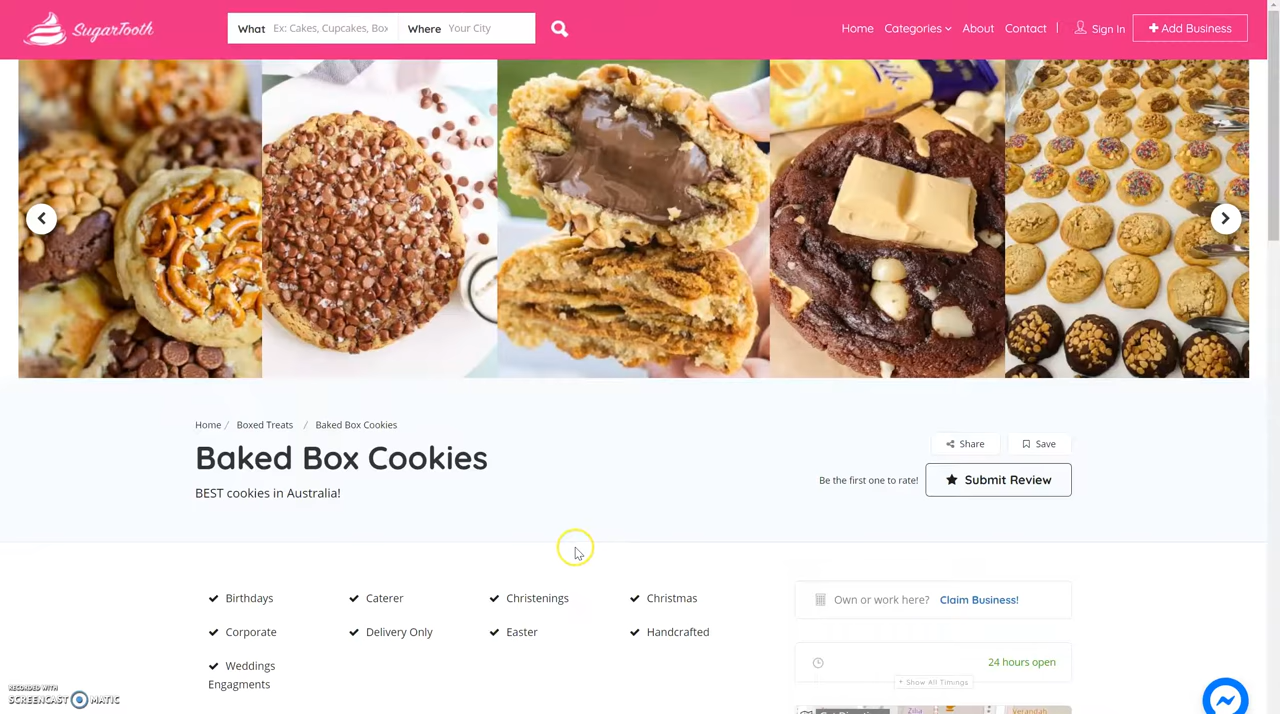 SugarTooth
What Ex: Cakes, Cupcakes, Box
Where Your City
Home Categories About Contact Sign In Add Business
Home / Boxed Treats / Baked Box Cookies
Baked Box Cookies
BEST cookies in Australia!
Share Save
Be the first one to rate! Submit Review
Birthdays Caterer Christenings Christmas
Corporate Delivery Only Easter Handcrafted
Weddings
Engagments
Own or work here? Claim Business!
24 hours open
Show All Timings
RECORDED WITH
SCREENCAST MATIC